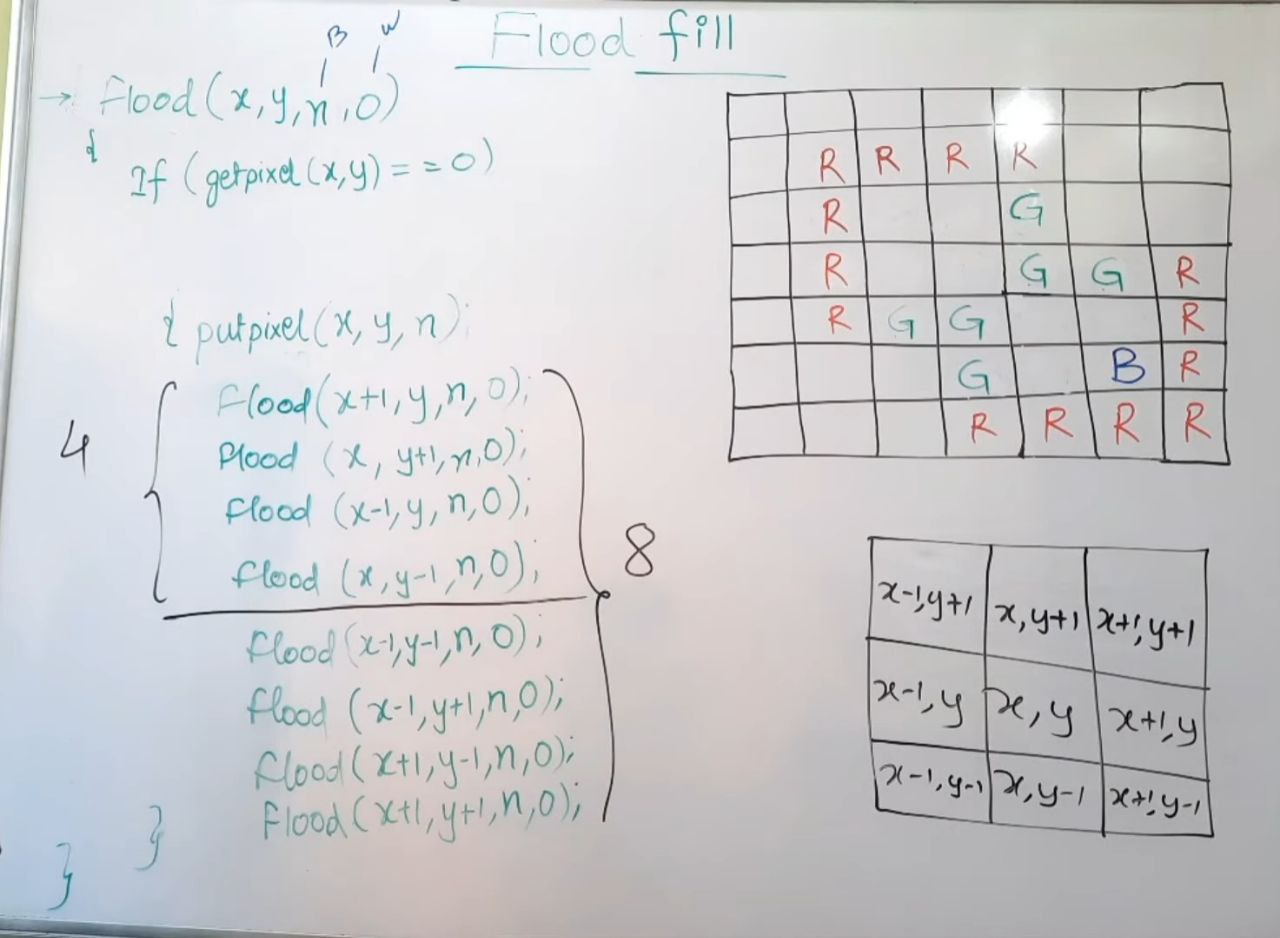 Flood fill
B W
→ Flood (x, y, n, 0)
{
If (getpixel (x, y) = = 0)
{ putpixel (x, y, n);
Flood (x+1, y, n, 0);
Flood (x, y+1, n, 0);
flood (x-1, y, n, 0);
flood (x, y-1, n, 0);
4
8
flood (x-1, y-1, n, 0);
flood (x-1, y+1, n, 0);
flood (x+1, y-1, n, 0);
Flood (x+1, y+1, n, 0);
}
}
R R R R
R G
R G G R
R G G R
G B R
R R R R
x-1, y+1 x, y+1 x+1, y+1
x-1, y x, y x+1, y
x-1, y-1 x, y-1 x+1, y-1